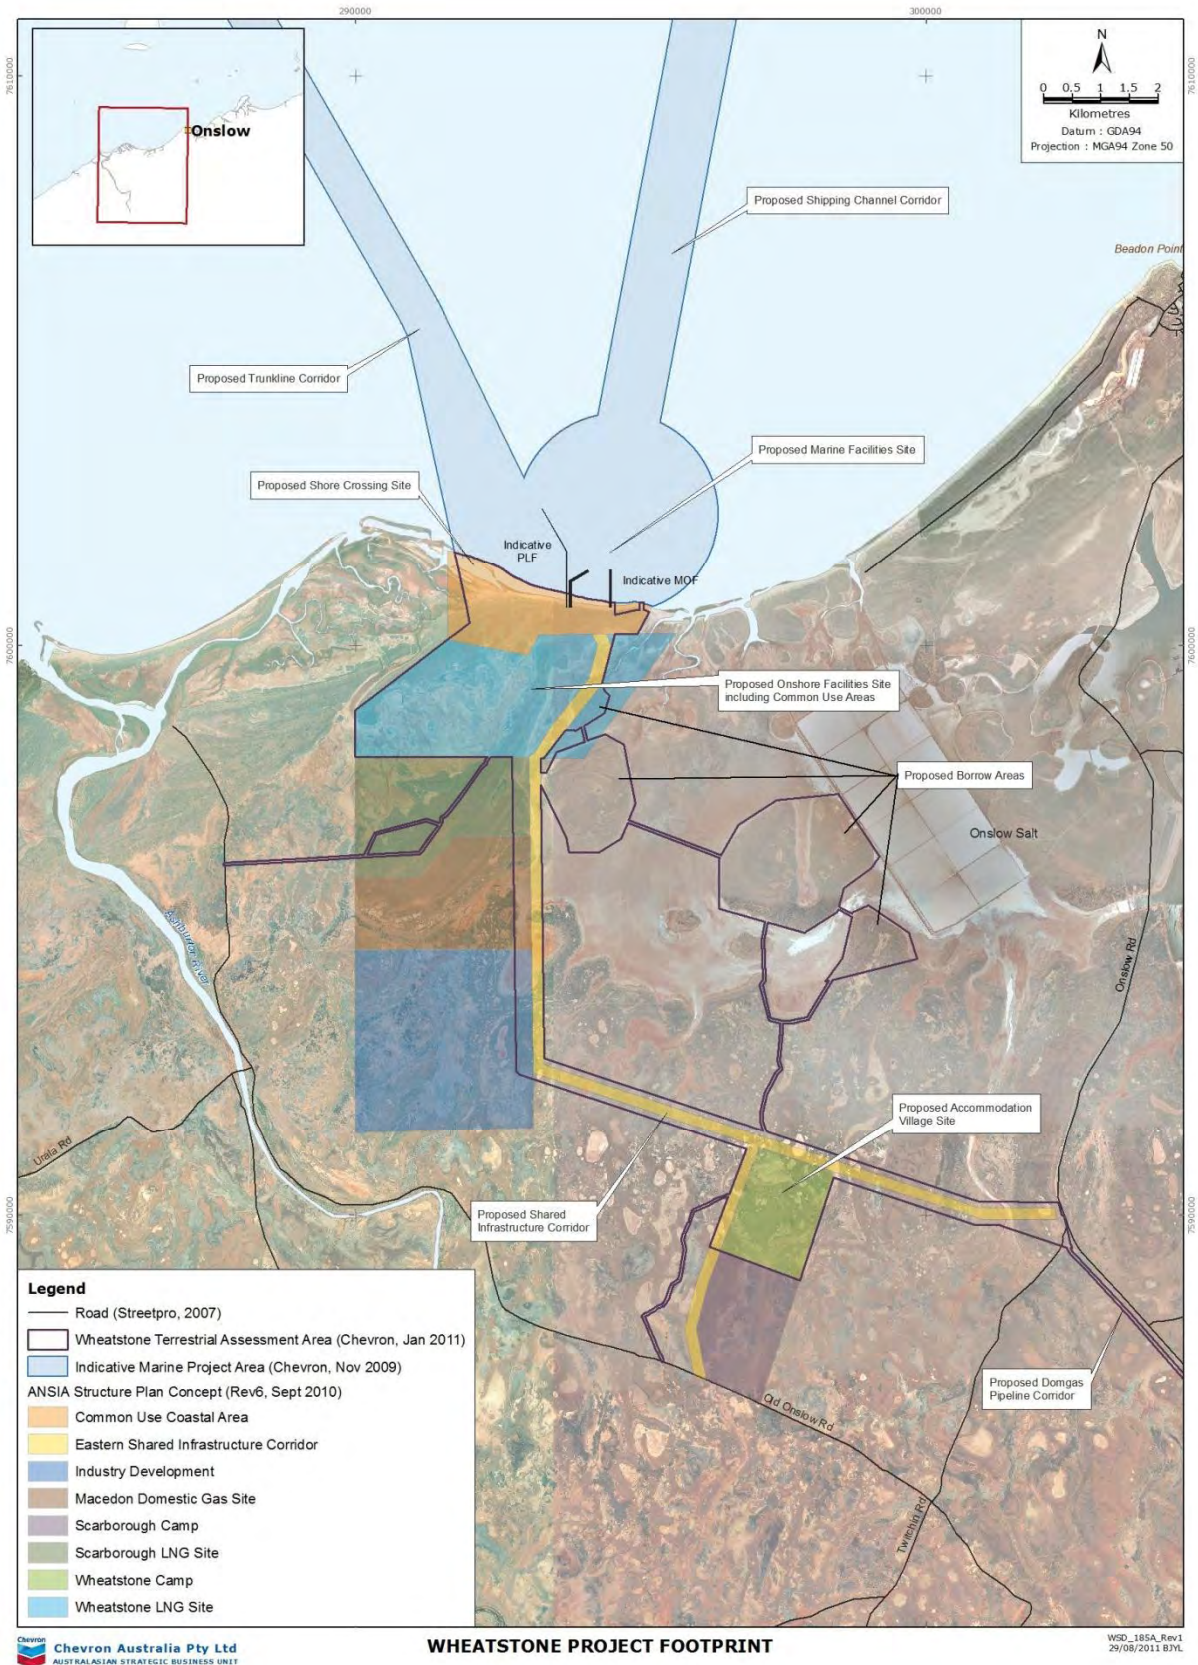 290000
300000
7610000
7610000
Onslow
N
0 0.5 1 1.5 2
Kilometres
Datum : GDA94
Projection : MGA94 Zone 50
Proposed Shipping Channel Corridor
Beadon Point
Proposed Trunkline Corridor
Proposed Marine Facilities Site
Proposed Shore Crossing Site
Indicative
PLF
Indicative MOF
7600000
7600000
Proposed Onshore Facilities Site
including Common Use Areas
Proposed Borrow Areas
Onslow Salt
Ashburton River
Onslow Rd
Proposed Accommodation
Village Site
Urala Rd
Proposed Shared
Infrastructure Corridor
7590000
7590000
Proposed Domgas
Pipeline Corridor
Old Onslow Rd
Twitchin Rd
Legend
Road (Streetpro, 2007)
Wheatstone Terrestrial Assessment Area (Chevron, Jan 2011)
Indicative Marine Project Area (Chevron, Nov 2009)
ANSIA Structure Plan Concept (Rev6, Sept 2010)
Common Use Coastal Area
Eastern Shared Infrastructure Corridor
Industry Development
Macedon Domestic Gas Site
Scarborough Camp
Scarborough LNG Site
Wheatstone Camp
Wheatstone LNG Site
Chevron
Chevron Australia Pty Ltd
AUSTRALASIAN STRATEGIC BUSINESS UNIT
WHEATSTONE PROJECT FOOTPRINT
WSD_185A_Rev1
29/08/2011 BJYL